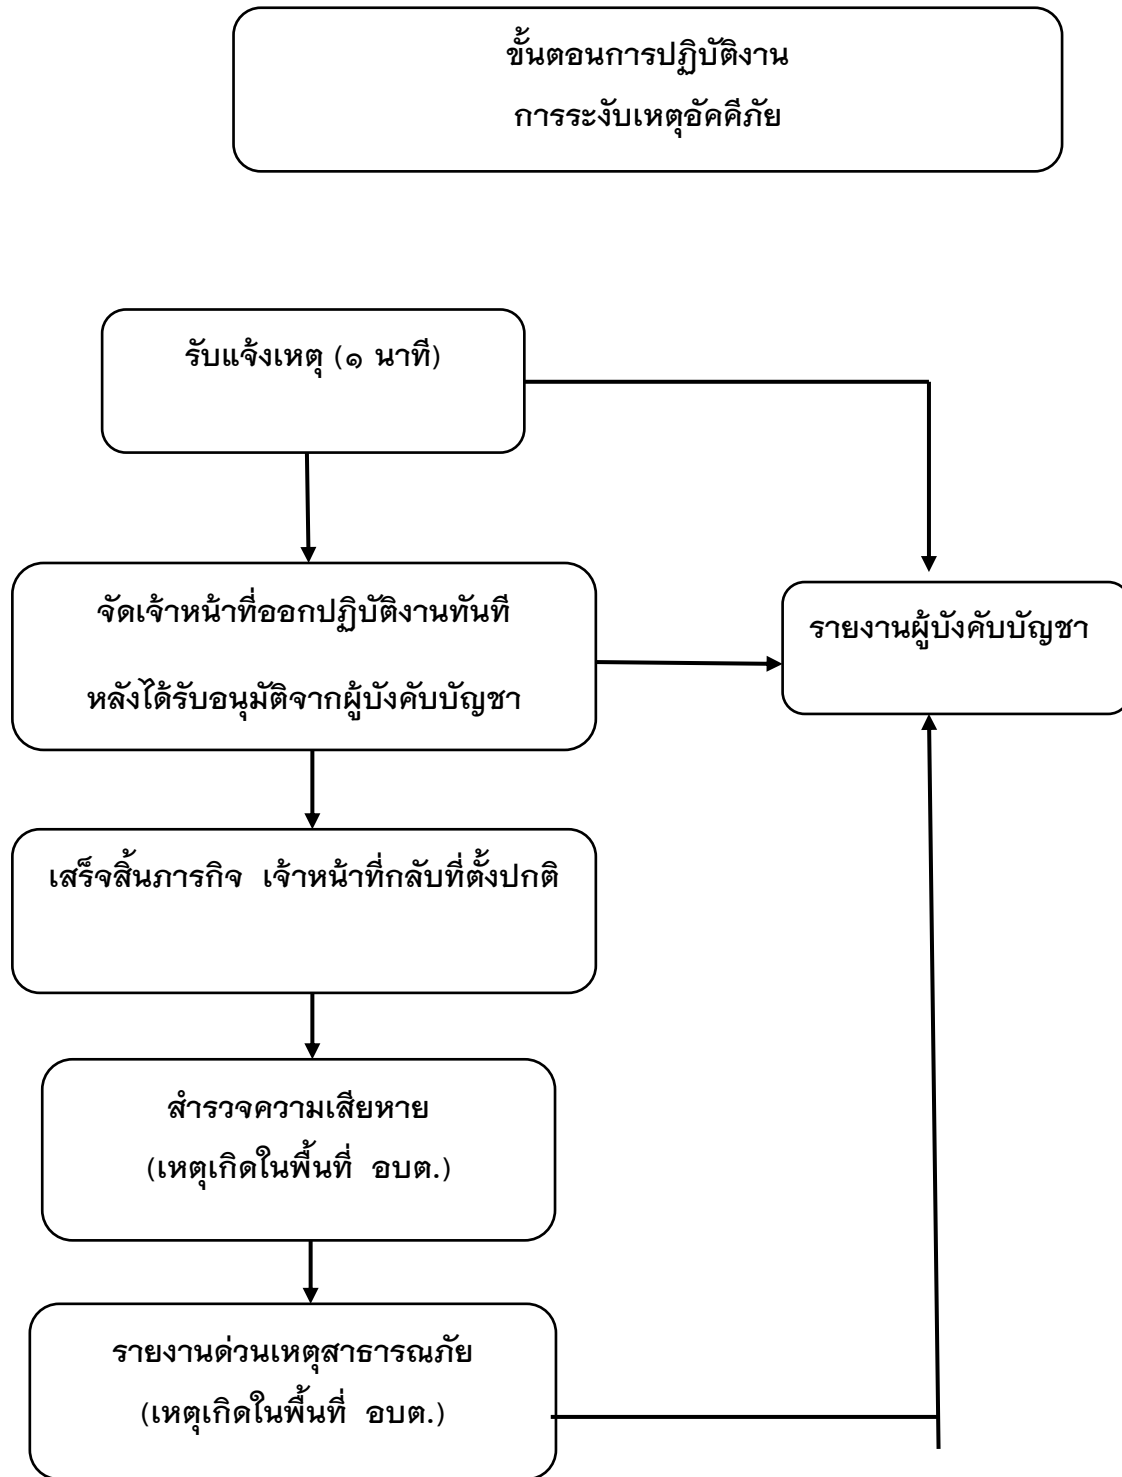 ขั้นตอนการปฏิบัติงาน
การระงับเหตุอัคคีภัย
รับแจ้งเหตุ (๑ นาที)
จัดเจ้าหน้าที่ออกปฏิบัติงานทันที
หลังได้รับอนุมัติจากผู้บังคับบัญชา
รายงานผู้บังคับบัญชา
เสร็จสิ้นภารกิจ เจ้าหน้าที่กลับที่ตั้งปกติ
สำรวจความเสียหาย
(เหตุเกิดในพื้นที่ อบต.)
รายงานด่วนเหตุสาธารณภัย
(เหตุเกิดในพื้นที่ อบต.)